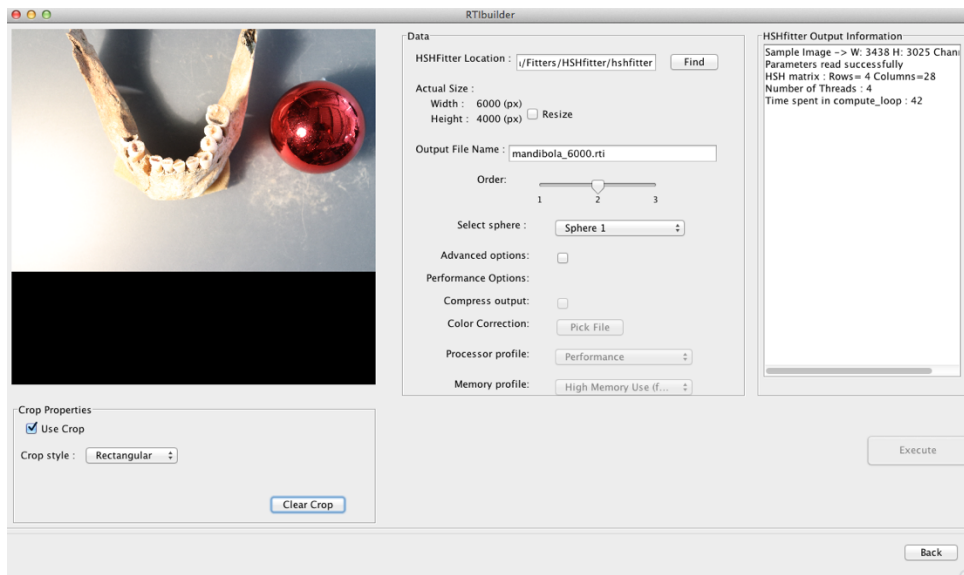 RTIbuilder
Data
HSHFitter Location : ı/Fitters/HSHfitter/hshfitter Find
Actual Size :
Width : 6000 (px)
Height : 4000 (px) Resize
Output File Name : mandibola_6000.rti
Order:
1 2 3
Select sphere : Sphere 1
Advanced options:
Performance Options:
Compress output:
Color Correction: Pick File
Processor profile: Performance
Memory profile: High Memory Use (f...
HSHfitter Output Information
Sample Image -> W: 3438 H: 3025 Chann
Parameters read successfully
HSH matrix : Rows= 4 Columns=28
Number of Threads : 4
Time spent in compute_loop : 42
Crop Properties
Use Crop
Crop style : Rectangular
Clear Crop
Execute
Back